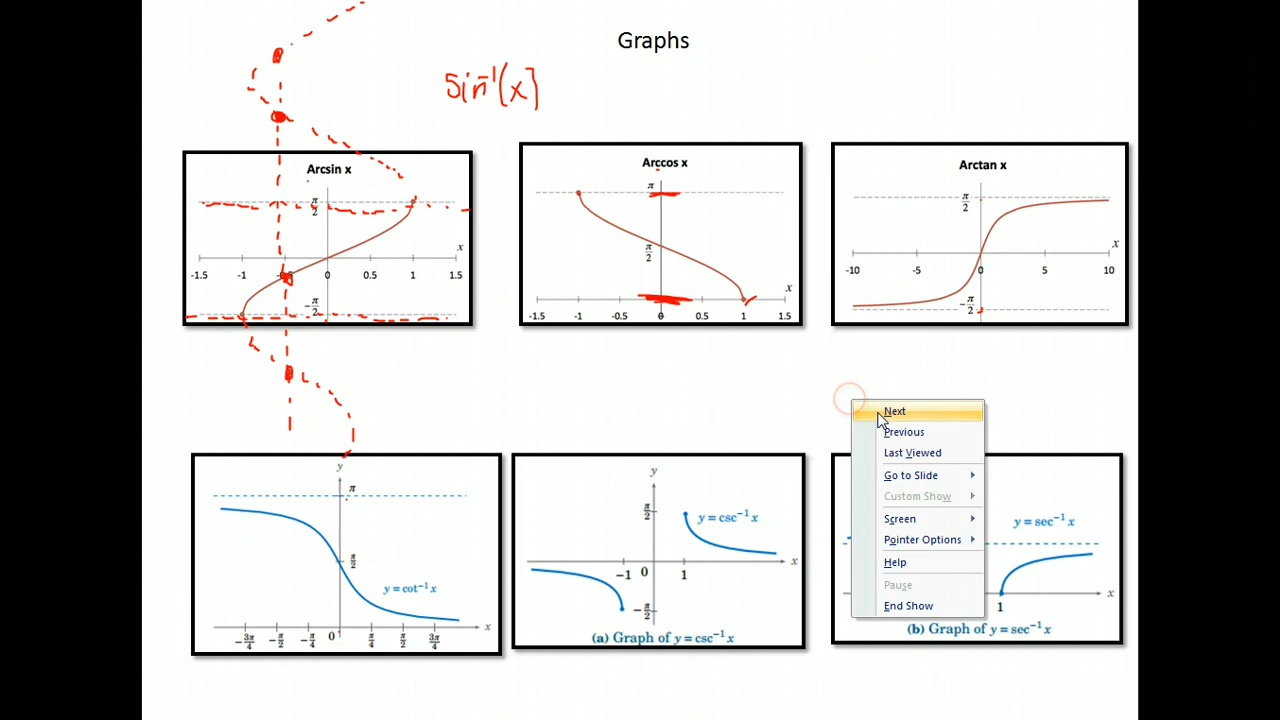 Graphs
sin⁻¹(x)
Arcsin x
π/2
x
-1.5 -1 0 0.5 1 1.5
-π/2
Arccos x
π
π/2
x
-1.5 -1 -0.5 0 0.5 1 1.5
Arctan x
π/2
x
-10 -5 0 5 10
-π/2
Next
Previous
Last Viewed
Go to Slide
Custom Show
Screen
Pointer Options
Help
Pause
End Show
y
π
π/2
y = cot⁻¹ x
x
-3π/4 -π/2 -π/4 0 π/4 π/2 3π/4
y
π/2
y = csc⁻¹ x
x
-1 0 1
-π/2
(a) Graph of y = csc⁻¹ x
y = sec⁻¹ x
x
1
(b) Graph of y = sec⁻¹ x